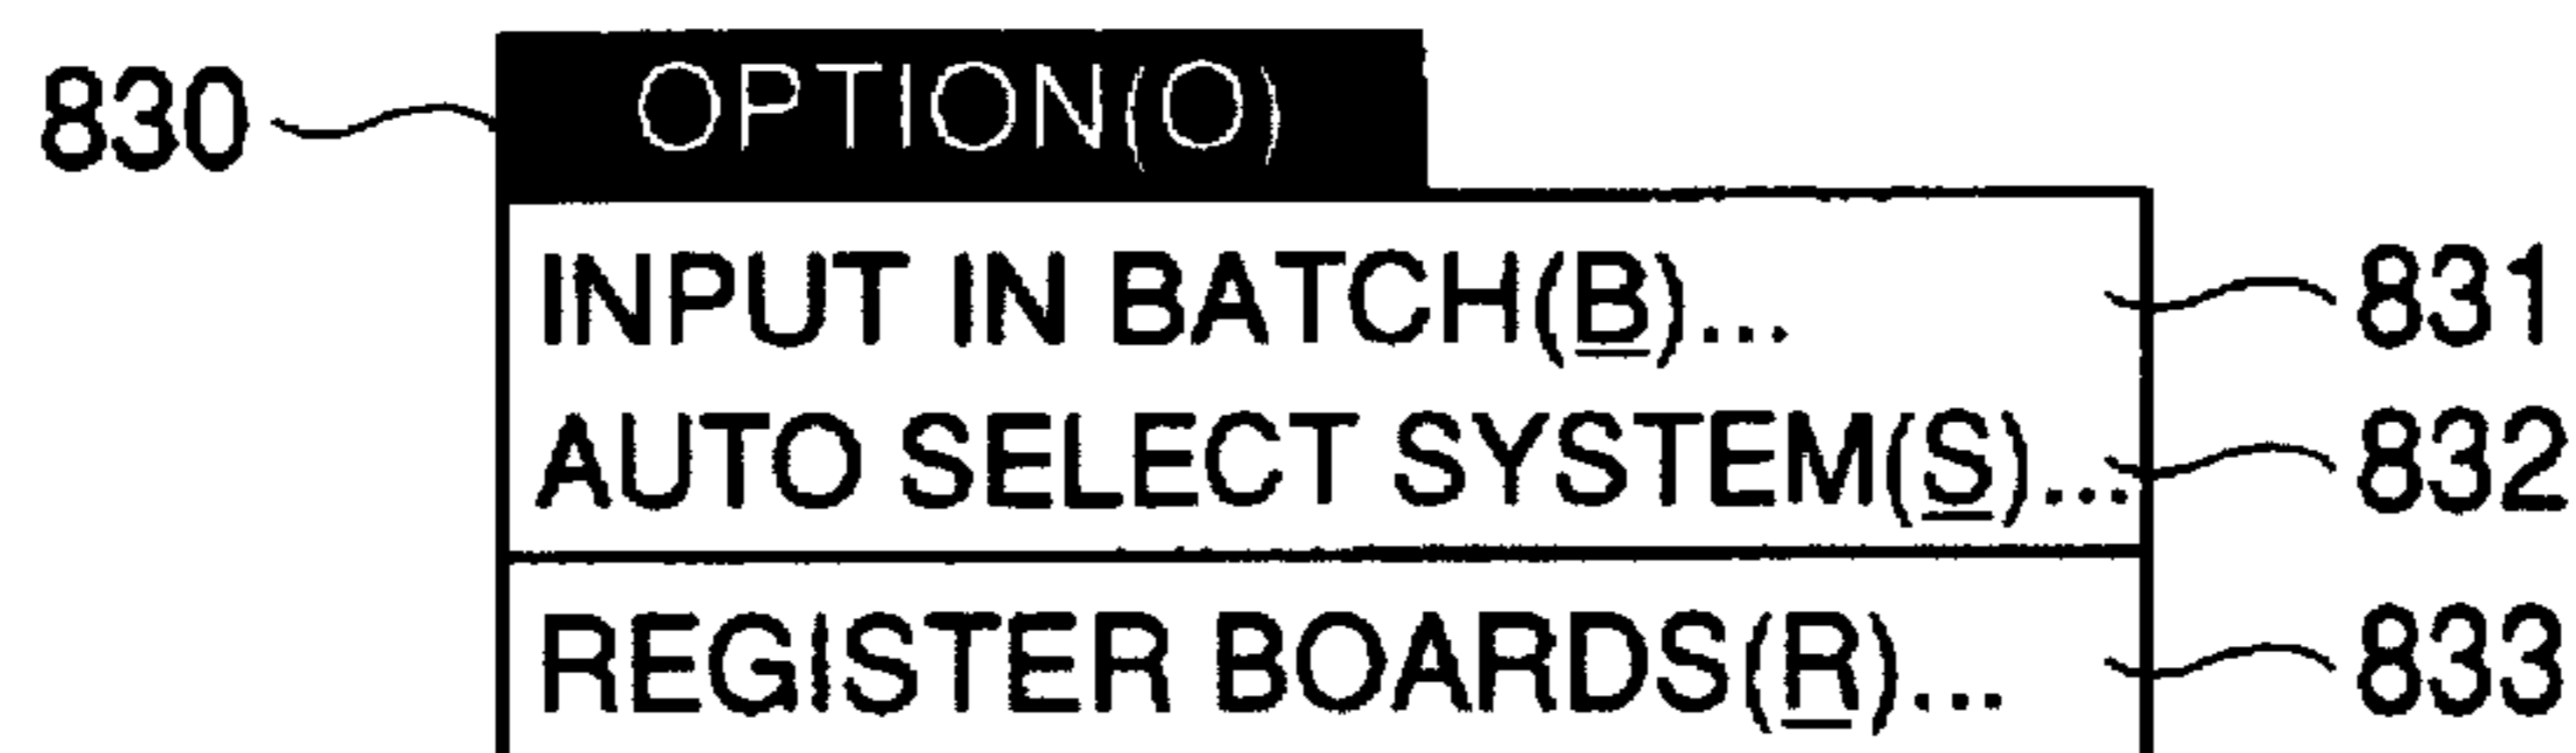 830 OPTION(O)
INPUT IN BATCH(B)... 831
AUTO SELECT SYSTEM(S)... 832
REGISTER BOARDS(R)... 833